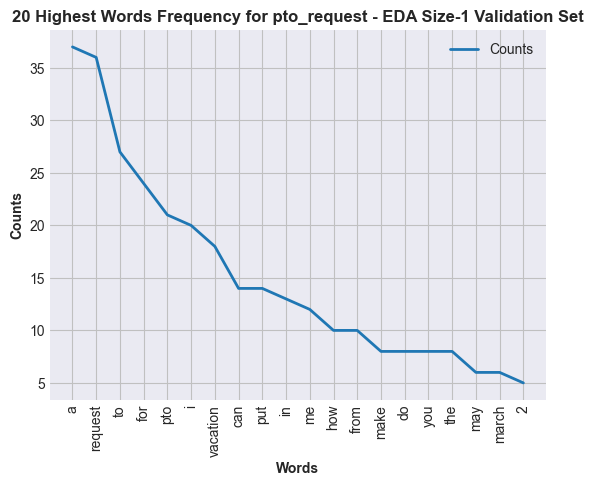 20 Highest Words Frequency for pto_request - EDA Size-1 Validation Set
Counts
35
30
25
20
15
10
5
Counts
a
request
to
for
pto
i
vacation
can
put
in
me
how
from
make
do
you
the
may
march
2
Words